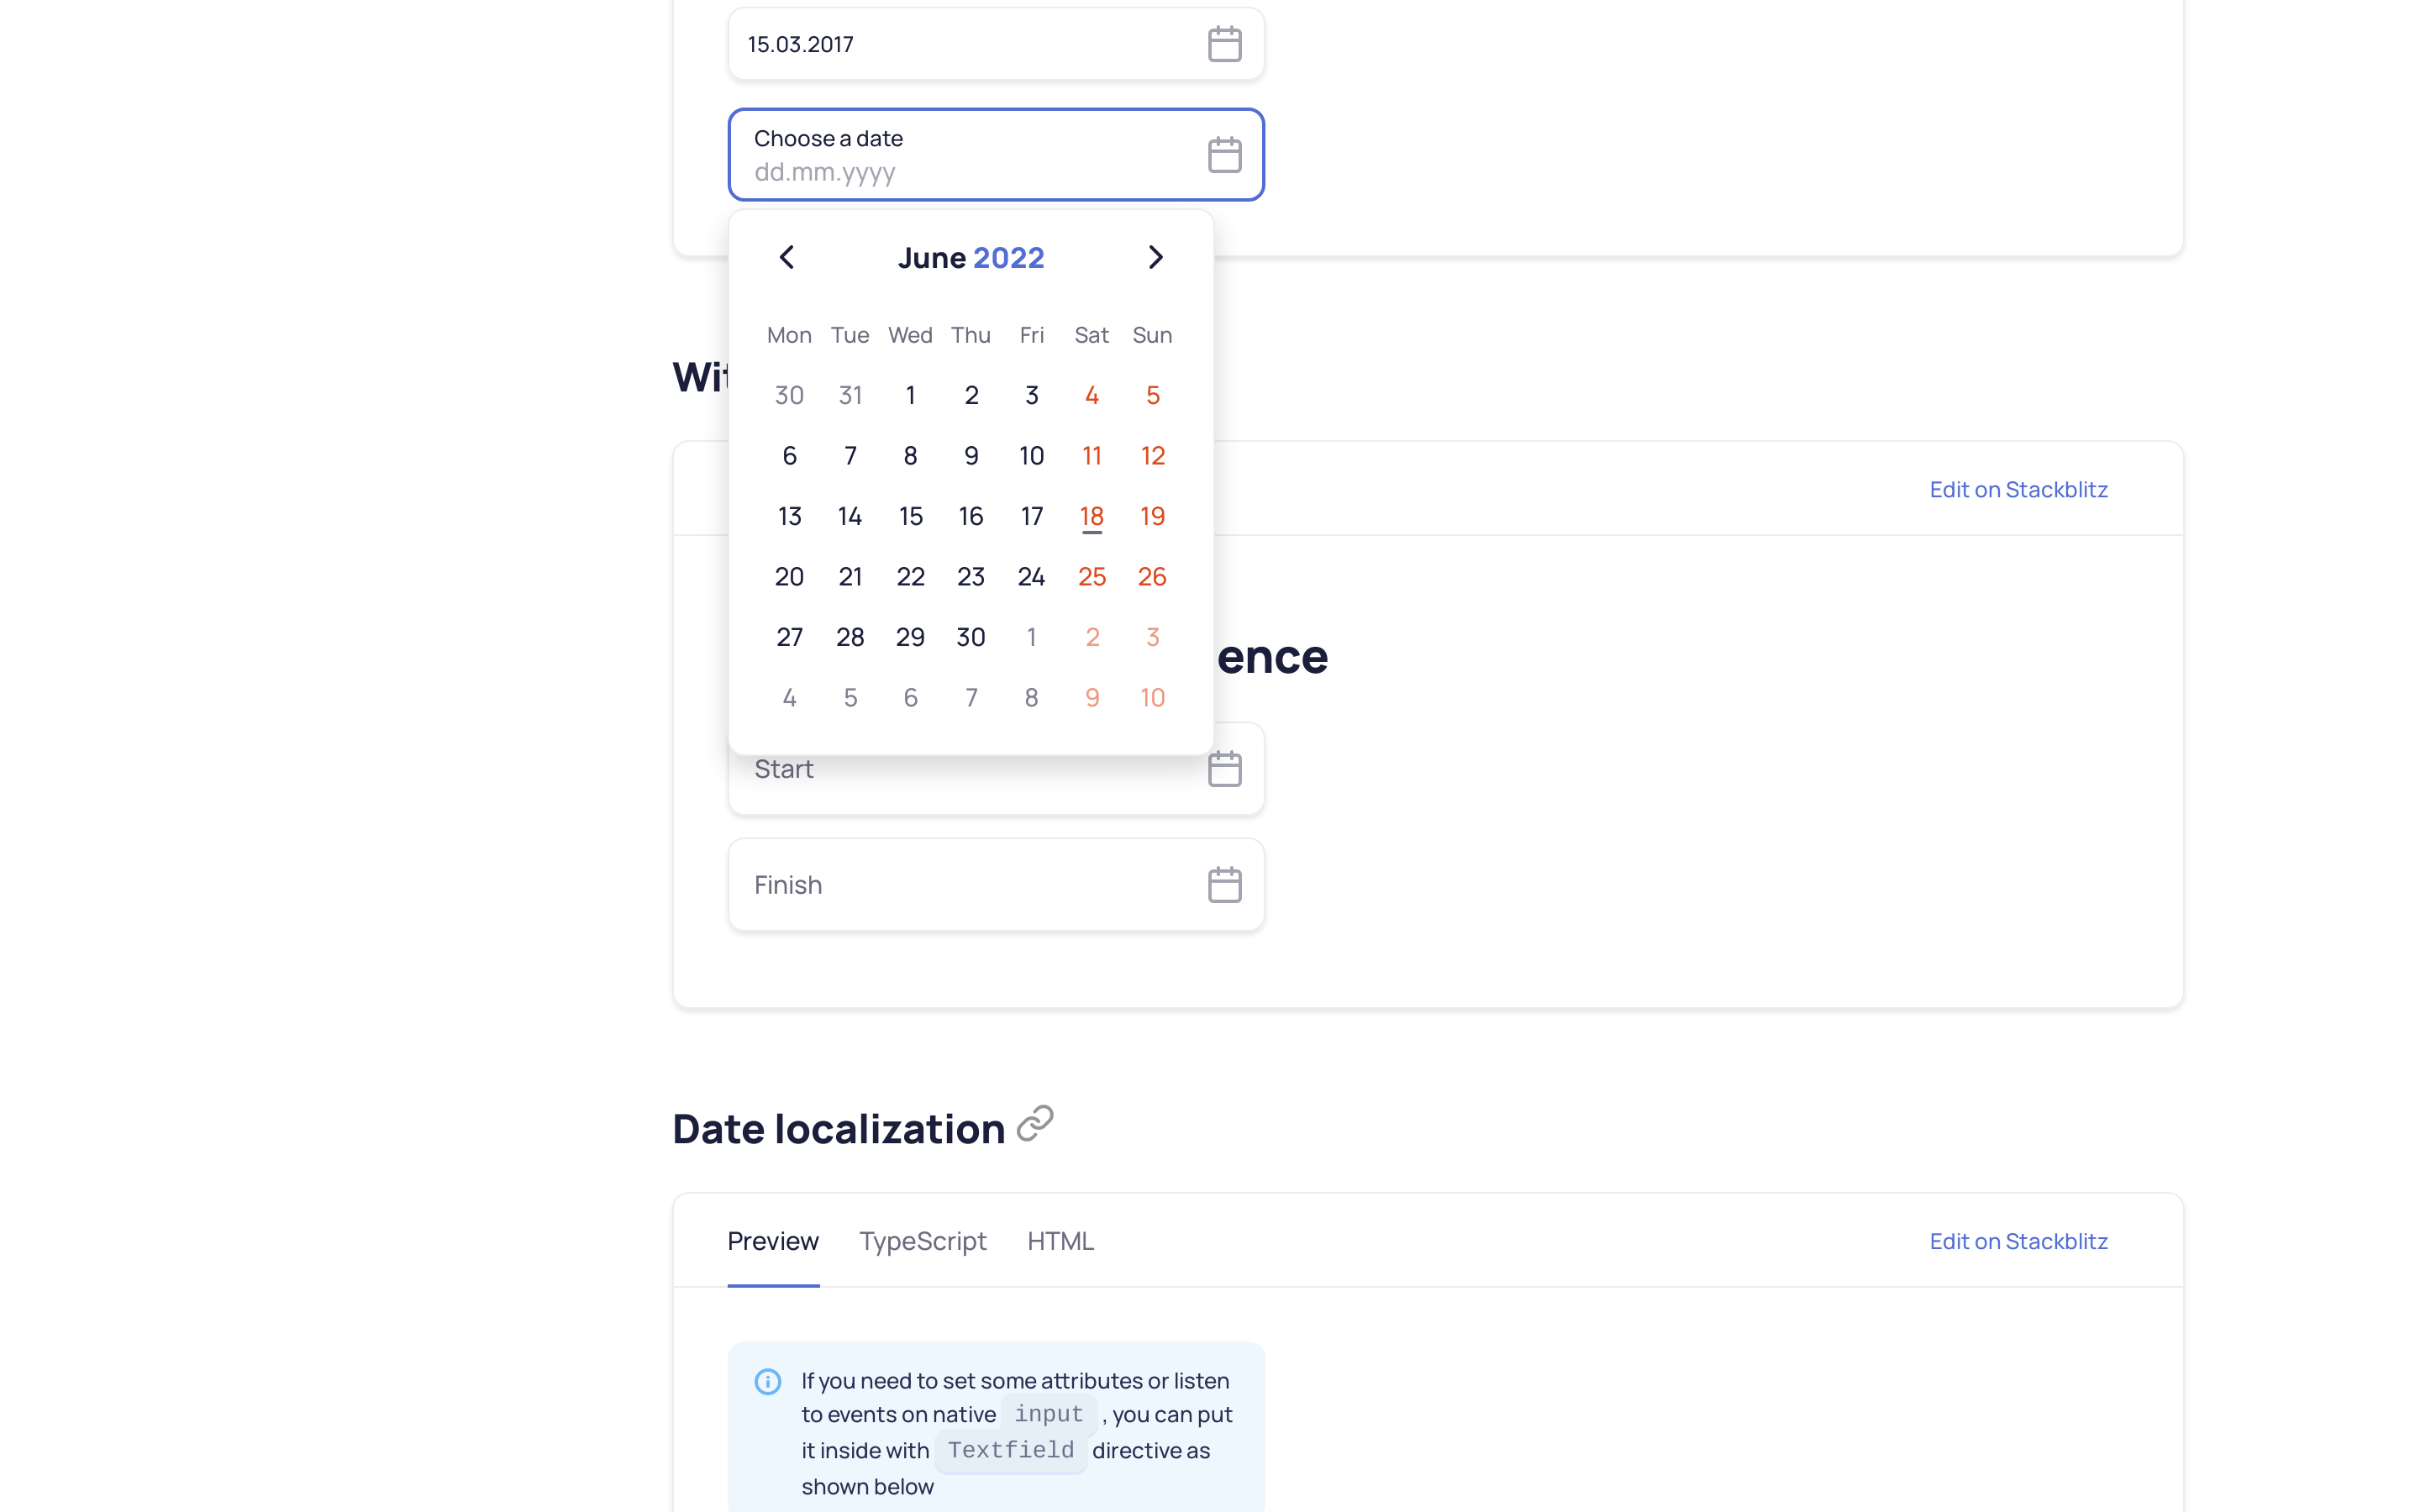 15.03.2017
Choose a date
dd.mm.yyyy
June 2022
Mon Tue Wed Thu Fri Sat Sun
30 31 1 2 3 4 5
6 7 8 9 10 11 12
13 14 15 16 17 18 19
20 21 22 23 24 25 26
27 28 29 30 1 2 3
4 5 6 7 8 9 10
Edit on Stackblitz
Start
Finish
Date localization
Preview TypeScript HTML Edit on Stackblitz
If you need to set some attributes or listen
to events on native input , you can put
it inside with Textfield directive as
shown below